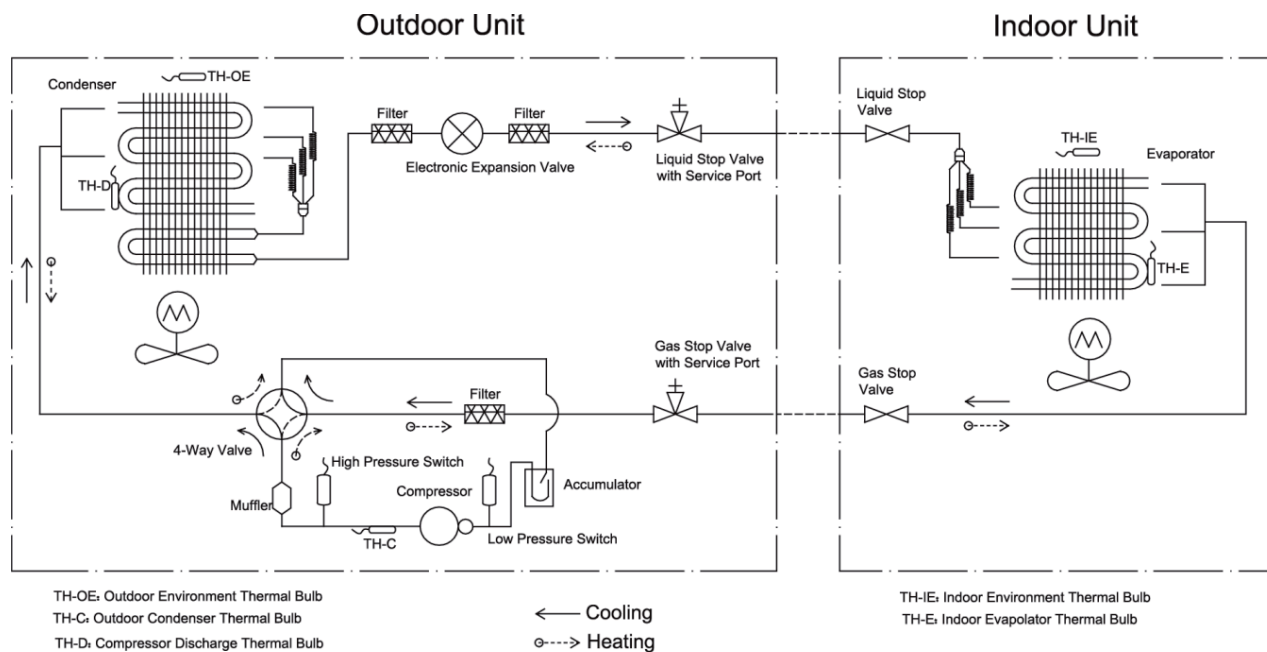 Outdoor Unit
Indoor Unit
Condenser
TH-OE
TH-D
Filter
Electronic Expansion Valve
Filter
Liquid Stop Valve
with Service Port
Liquid Stop
Valve
TH-IE
Evaporator
TH-E
Gas Stop Valve
with Service Port
Gas Stop
Valve
Filter
4-Way Valve
High Pressure Switch
Muffler
Compressor
Accumulator
TH-C
Low Pressure Switch
TH-OE: Outdoor Environment Thermal Bulb
TH-C: Outdoor Condenser Thermal Bulb
TH-D: Compressor Discharge Thermal Bulb
Cooling
Heating
TH-IE: Indoor Environment Thermal Bulb
TH-E: Indoor Evapolator Thermal Bulb